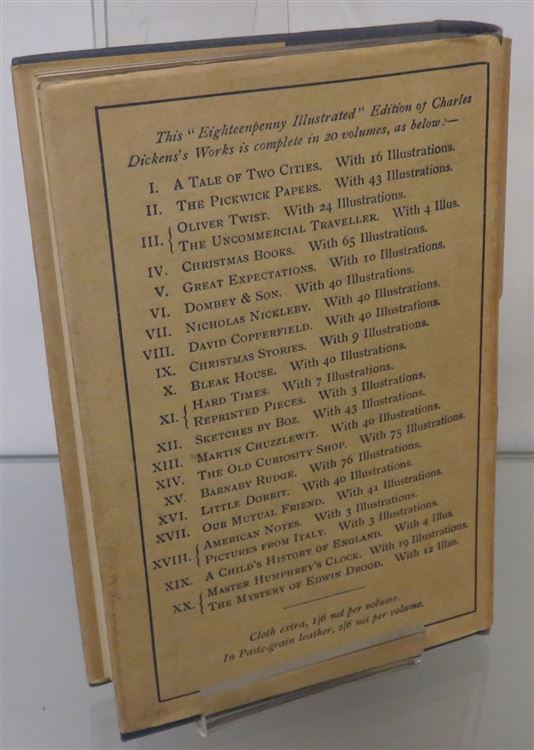 This "Eighteenpenny Illustrated" Edition of Charles
Dickens's Works is complete in 20 volumes, as below:—
I. A TALE OF TWO CITIES. With 16 Illustrations.
II. THE PICKWICK PAPERS. With 43 Illustrations.
III. { OLIVER TWIST. With 24 Illustrations.
THE UNCOMMERCIAL TRAVELLER. With 4 Illus.
IV. CHRISTMAS BOOKS. With 65 Illustrations.
V. GREAT EXPECTATIONS. With 10 Illustrations.
VI. DOMBEY & SON. With 40 Illustrations.
VII. NICHOLAS NICKLEBY. With 40 Illustrations.
VIII. DAVID COPPERFIELD. With 40 Illustrations.
IX. CHRISTMAS STORIES. With 9 Illustrations.
X. BLEAK HOUSE. With 40 Illustrations.
XI. { HARD TIMES. With 7 Illustrations.
REPRINTED PIECES. With 3 Illustrations.
XII. SKETCHES BY BOZ. With 43 Illustrations.
XIII. MARTIN CHUZZLEWIT. With 40 Illustrations.
XIV. THE OLD CURIOSITY SHOP. With 75 Illustrations.
XV. BARNABY RUDGE. With 76 Illustrations.
XVI. LITTLE DORRIT. With 40 Illustrations.
XVII. OUR MUTUAL FRIEND. With 41 Illustrations.
XVIII. { AMERICAN NOTES. With 3 Illustrations.
PICTURES FROM ITALY. With 3 Illustrations.
XIX. A CHILD'S HISTORY OF ENGLAND. With 4 Illus.
XX. { MASTER HUMPHREY'S CLOCK. With 19 Illustrations.
THE MYSTERY OF EDWIN DROOD. With 12 Illus.
Cloth extra, 1/6 net per volume.
In Paste-grain leather, 2/6 net per volume.